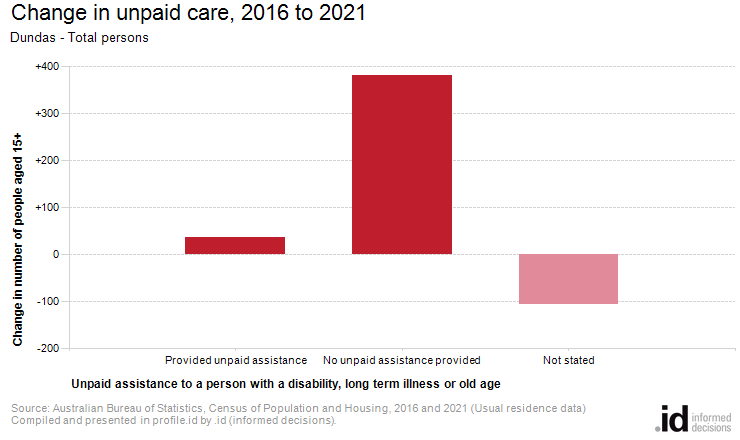 Change in unpaid care, 2016 to 2021
Dundas - Total persons
Change in number of people aged 15+
+400
+300
+200
+100
0
-100
-200
Provided unpaid assistance
No unpaid assistance provided
Not stated
Unpaid assistance to a person with a disability, long term illness or old age
Source: Australian Bureau of Statistics, Census of Population and Housing, 2016 and 2021 (Usual residence data)
Compiled and presented in profile.id by .id (informed decisions).
.id informed
decisions